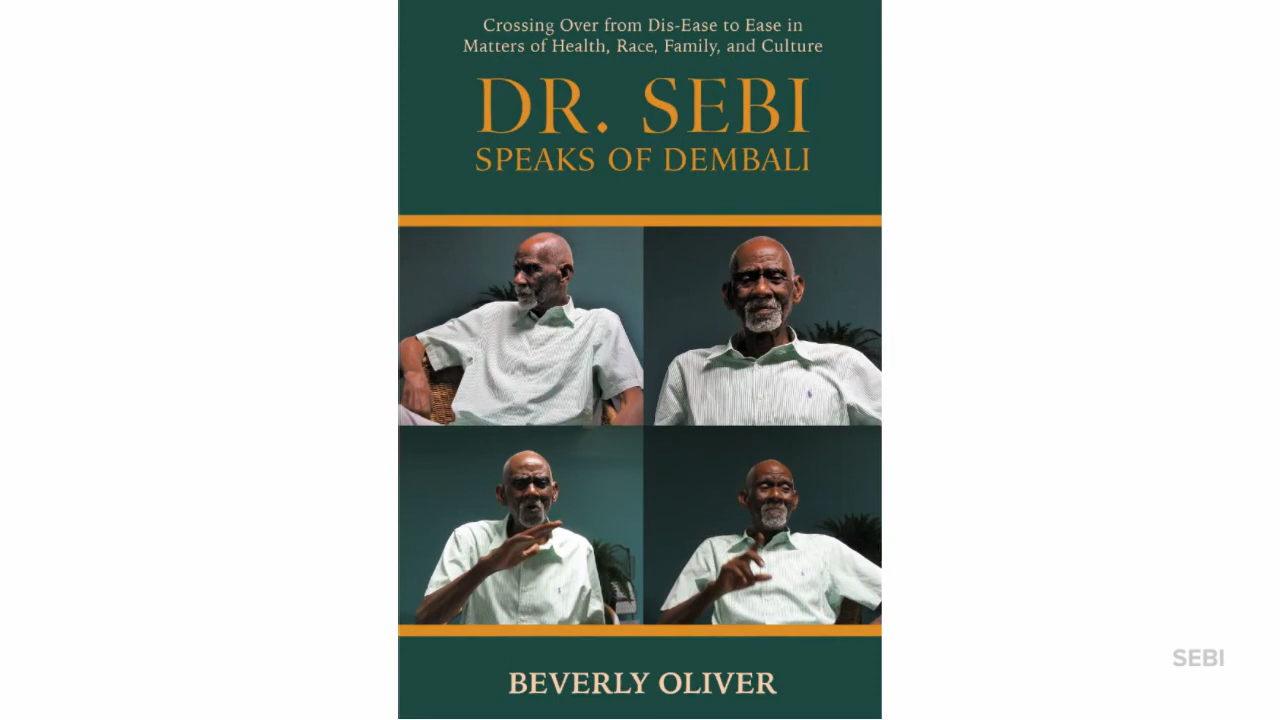 Crossing Over from Dis-Ease to Ease in
Matters of Health, Race, Family, and Culture
DR. SEBI
SPEAKS OF DEMBALI
BEVERLY OLIVER
SEBI